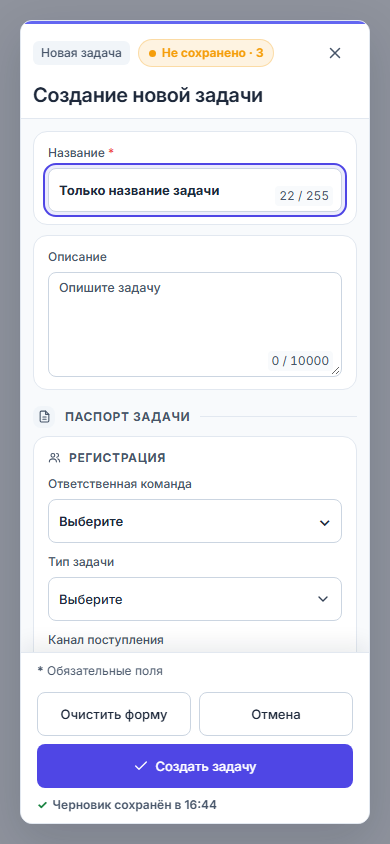 Новая задача
Не сохранено · 3
Создание новой задачи
Название *
Только название задачи
22 / 255
Описание
Опишите задачу
0 / 10000
ПАСПОРТ ЗАДАЧИ
РЕГИСТРАЦИЯ
Ответственная команда
Выберите
Тип задачи
Выберите
Канал поступления
* Обязательные поля
Очистить форму
Отмена
Создать задачу
Черновик сохранён в 16:44